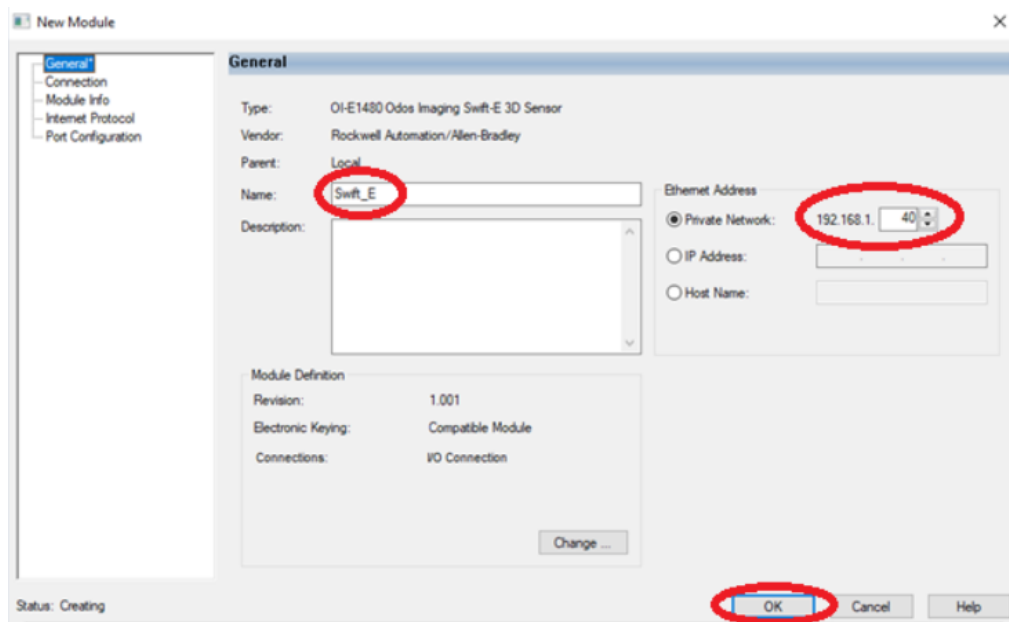 New Module
General*
Connection
Module Info
Internet Protocol
Port Configuration
General
Type: OI-E1480 Odos Imaging Swift-E 3D Sensor
Vendor: Rockwell Automation/Allen-Bradley
Parent: Local
Name: Swift_E
Description:
Ethernet Address
Private Network: 192.168.1. 40
IP Address: . . .
Host Name:
Module Definition
Revision: 1.001
Electronic Keying: Compatible Module
Connections: I/O Connection
Change ...
Status: Creating
OK Cancel Help